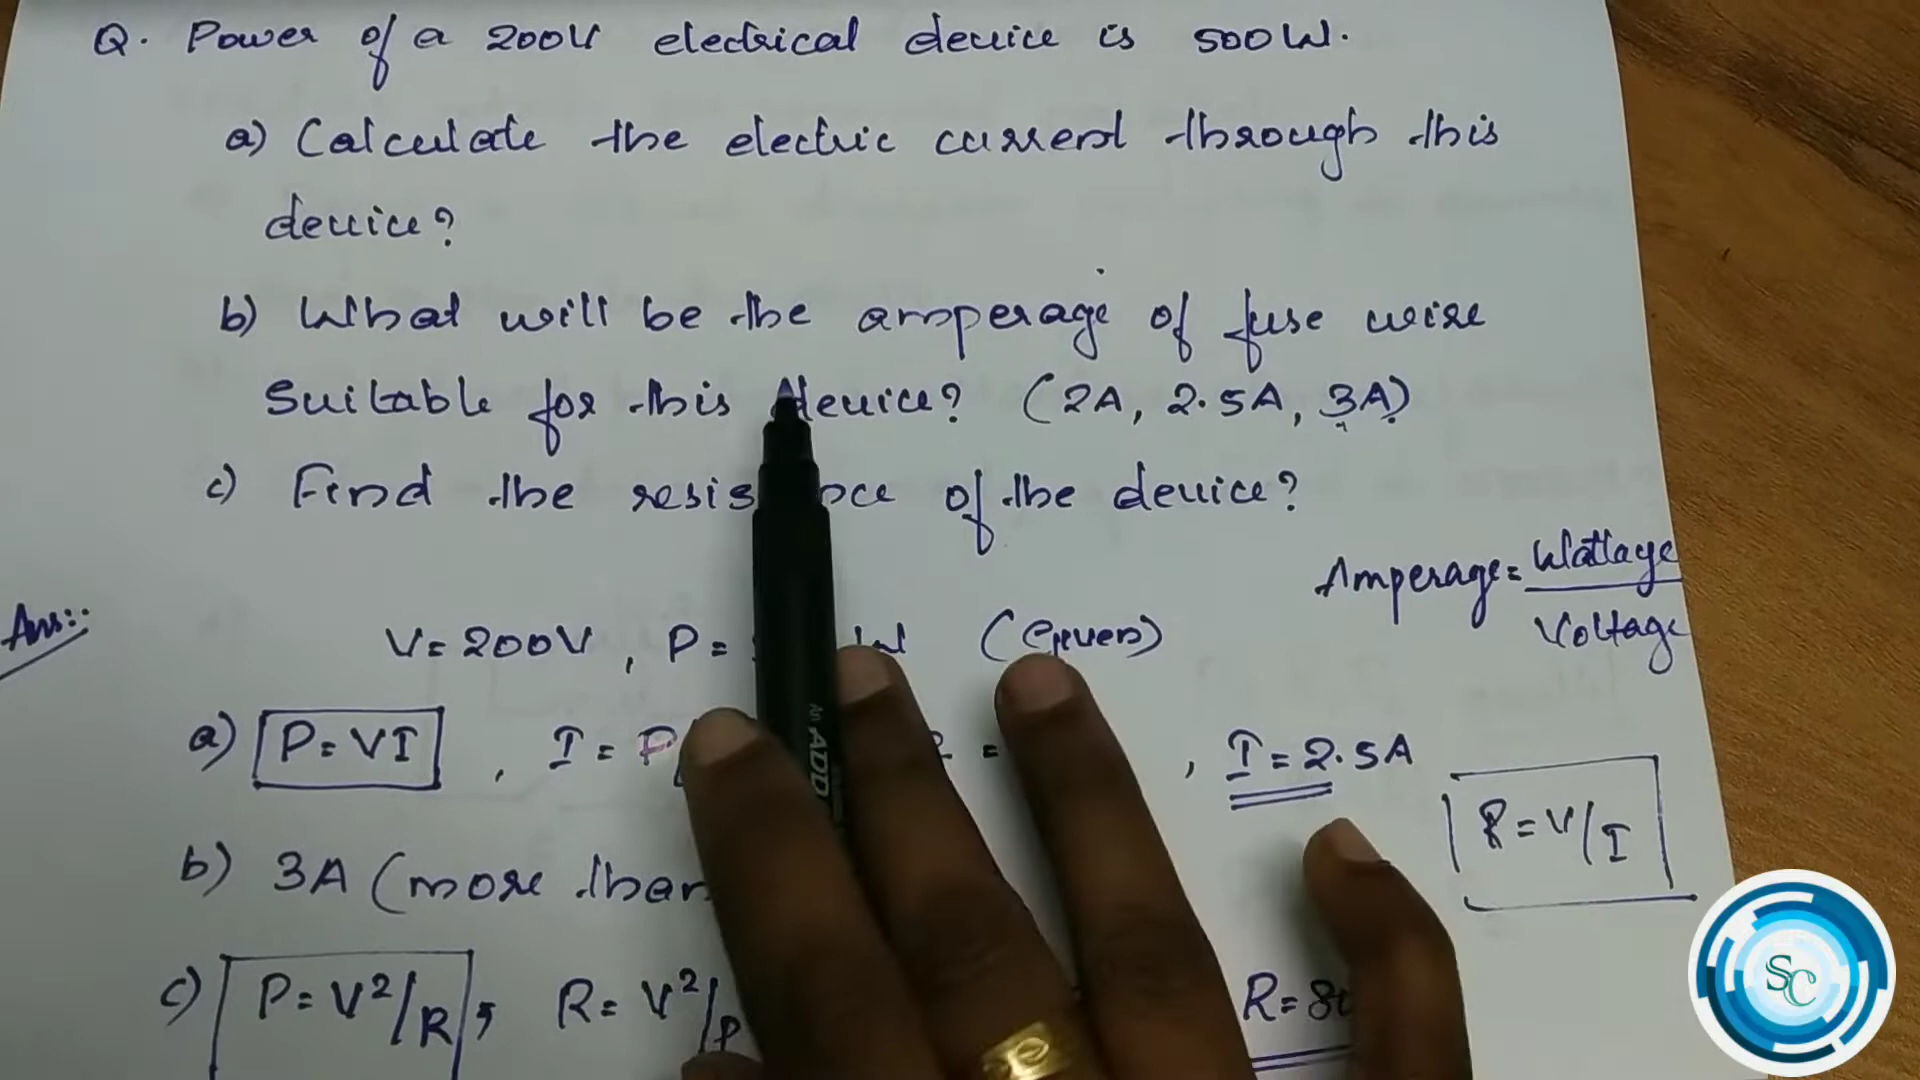 Q. Power of a 200V electrical device is 500W.
a) Calculate the electric current through this
device?
b) What will be the amperage of fuse wire
Suitable for this device? (2A, 2.5A, 3A)
c) Find the of the device?
Amperage = Wattage
Voltage
Ans:
V = 200V, P = W (Given)
a) P = VI , I = P = , I = 2.5A
R = V/I
b) 3A (more than
c) P = V²/R , R = V²/P
SC